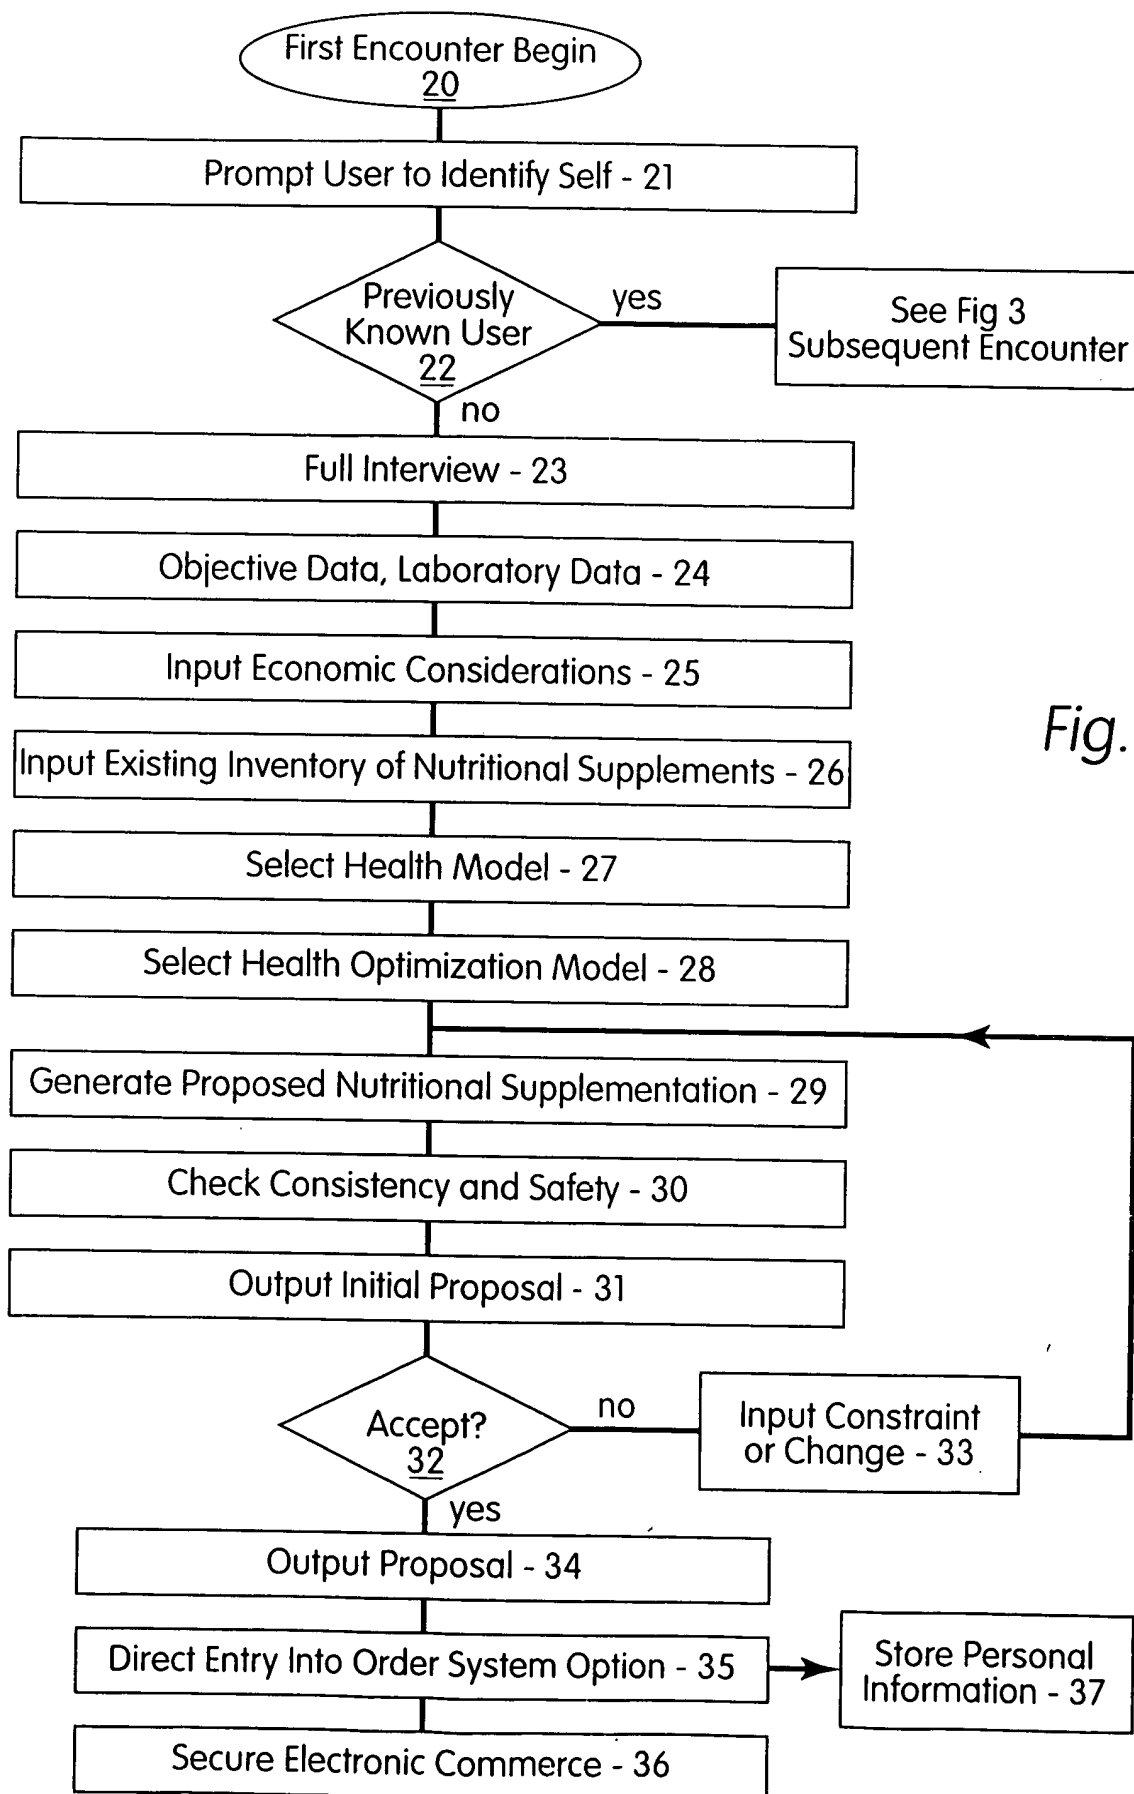 First Encounter Begin
20
Prompt User to Identify Self - 21
Previously
Known User
22
yes
See Fig 3
Subsequent Encounter
no
Full Interview - 23
Objective Data, Laboratory Data - 24
Input Economic Considerations - 25
Fig.
Input Existing Inventory of Nutritional Supplements - 26
Select Health Model - 27
Select Health Optimization Model - 28
Generate Proposed Nutritional Supplementation - 29
Check Consistency and Safety - 30
Output Initial Proposal - 31
Accept?
32
no
Input Constraint
or Change - 33
yes
Output Proposal - 34
Direct Entry Into Order System Option - 35
Store Personal
Information - 37
Secure Electronic Commerce - 36